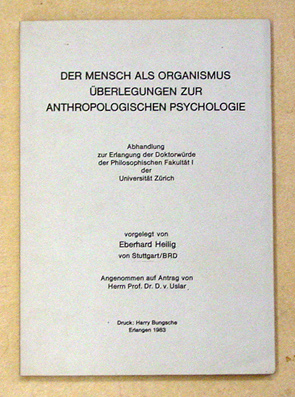 DER MENSCH ALS ORGANISMUS
ÜBERLEGUNGEN ZUR
ANTHROPOLOGISCHEN PSYCHOLOGIE
Abhandlung
zur Erlangung der Doktorwürde
der Philosophischen Fakultät I
der
Universität Zürich
vorgelegt von
Eberhard Heilig
von Stuttgart/BRD
Angenommen auf Antrag von
Herrn Prof. Dr. D. v. Uslar
Druck: Harry Bungsche
Erlangen 1983